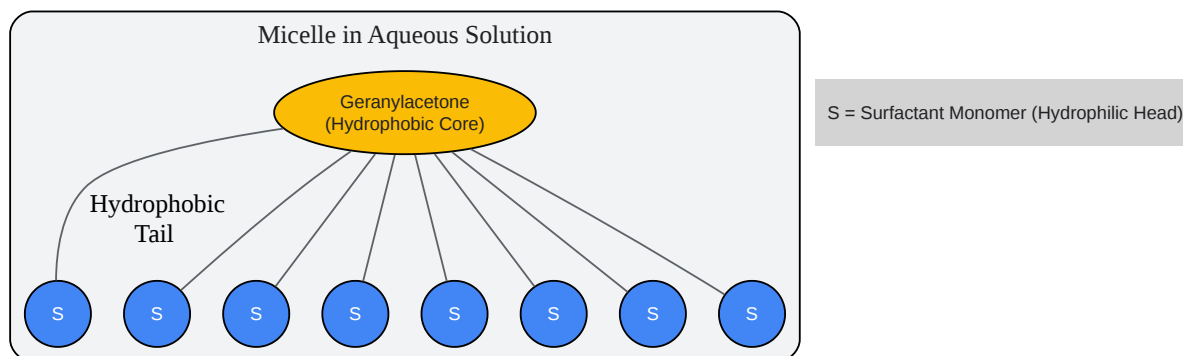 Micelle in Aqueous Solution
Geranylacetone
(Hydrophobic Core)
S = Surfactant Monomer (Hydrophilic Head)
Hydrophobic
Tail
S S S S S S S S